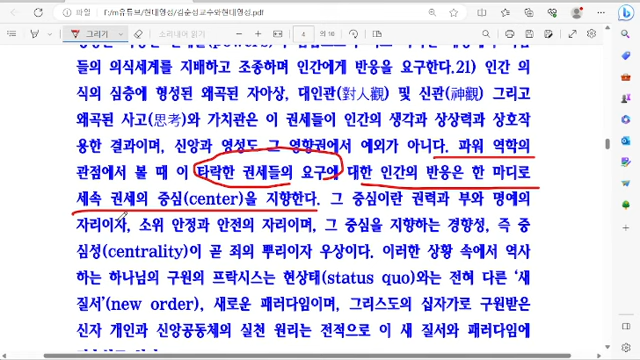 파일 | f:/m유튜브/현대형성/김순성교수와현대형성.pdf
그리기 소리내어 읽기 4 의 18
들의 의식세계를 지배하고 조종하며 인간에게 반응을 요구한다.21) 인간 의
식의 심층에 형성된 왜곡된 자아상, 대인관(對人觀) 및 신관(神觀) 그리고
왜곡된 사고(思考)와 가치관은 이 권세들이 인간의 생각과 상상력과 상호작
용한 결과이며, 신앙과 영성도 그 영향권에서 예외가 아니다. 파워 역학의
관점에서 볼 때 이 타락한 권세들의 요구에 대한 인간의 반응은 한 마디로
세속 권세의 중심(center)을 지향한다. 그 중심이란 권력과 부와 명예의
자리이자, 소위 안정과 안전의 자리이며, 그 중심을 지향하는 경향성, 즉 중
심성(centrality)이 곧 죄의 뿌리이자 우상이다. 이러한 상황 속에서 역사
하는 하나님의 구원의 프락시스는 현상태(status quo)와는 전혀 다른 '새
질서'(new order), 새로운 패러다임이며, 그리스도의 십자가로 구원받은
신자 개인과 신앙공동체의 실천 원리는 전적으로 이 새 질서와 패러다임에